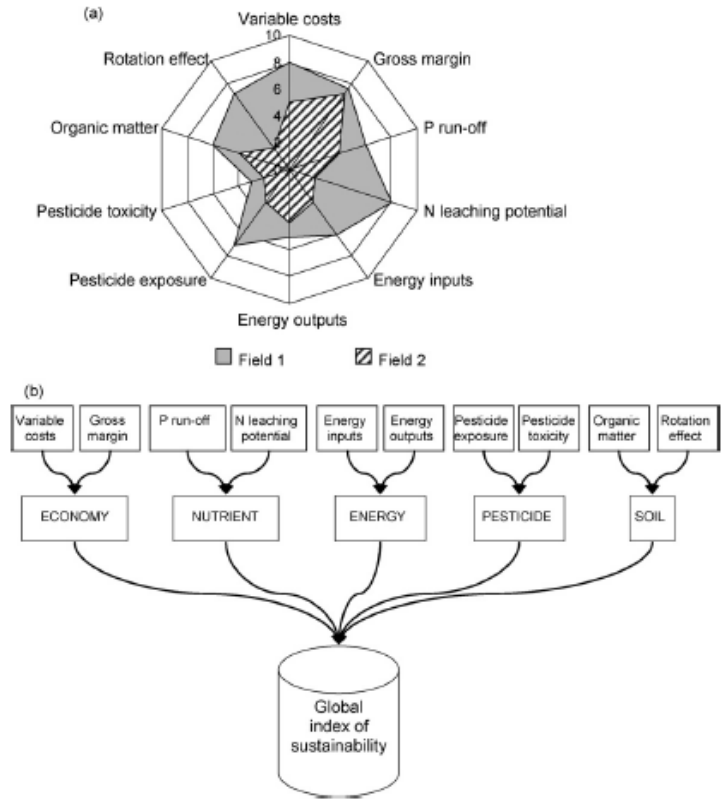 (a)
Variable costs
10
8
6
4
2
Rotation effect
Gross margin
Organic matter
P run-off
Pesticide toxicity
N leaching potential
Pesticide exposure
Energy inputs
Energy outputs
Field 1
Field 2
(b)
Variable
costs
Gross
margin
P run-off
N leaching
potential
Energy
inputs
Energy
outputs
Pesticide
exposure
Pesticide
toxicity
Organic
matter
Rotation
effect
ECONOMY
NUTRIENT
ENERGY
PESTICIDE
SOIL
Global
index of
sustainability